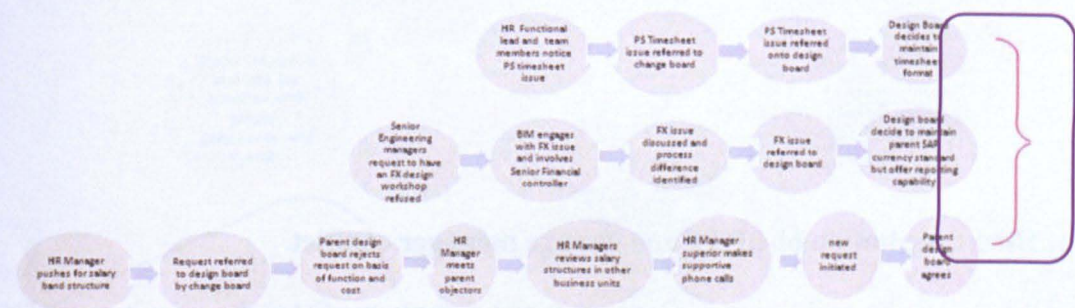 HR Functional
lead and team
members notice
PS timesheet
issue
PS Timesheet
issue referred to
change board
PS Timesheet
issue referred
onto design
board
Design Board
decides to
maintain
timesheet
format
Senior
Engineering
managers
request to have
an FX design
workshop
refused
BIM engages
with FX issue
and involves
Senior Financial
controller
FX issue
discussed and
process
difference
identified
FX issue
referred to
design board
Design board
decide to maintain
parent SAP
currency standard
but offer reporting
capability
HR Manager
pushes for salary
band structure
Request referred
to design board
by change board
Parent design
board rejects
request on basis
of function and
cost
HR
Manager
meets
parent
objectors
HR Managers
reviews salary
structures in other
business units
HR Manager
superior makes
supportive
phone calls
new
request
initiated
Parent
design
board
agrees